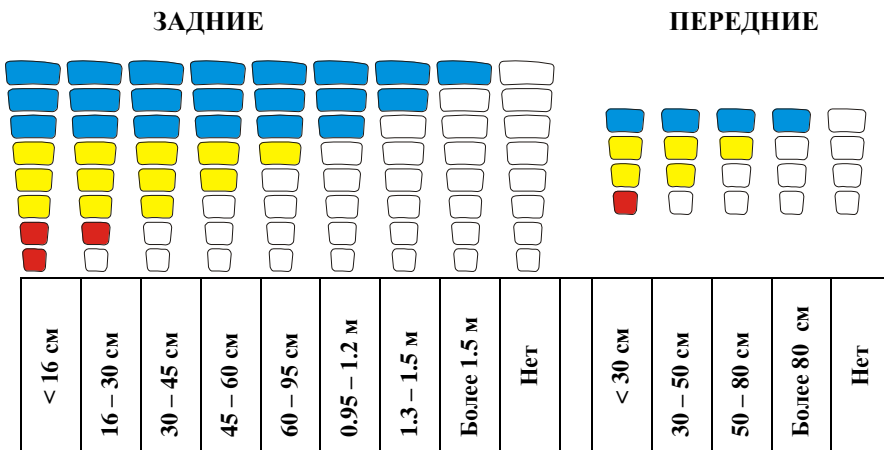 ЗАДНИЕ
ПЕРЕДНИЕ
< 16 см
16 – 30 см
30 – 45 см
45 – 60 см
60 – 95 см
0.95 – 1.2 м
1.3 – 1.5 м
Более 1.5 м
Нет
< 30 см
30 – 50 см
50 – 80 см
Более 80 см
Нет